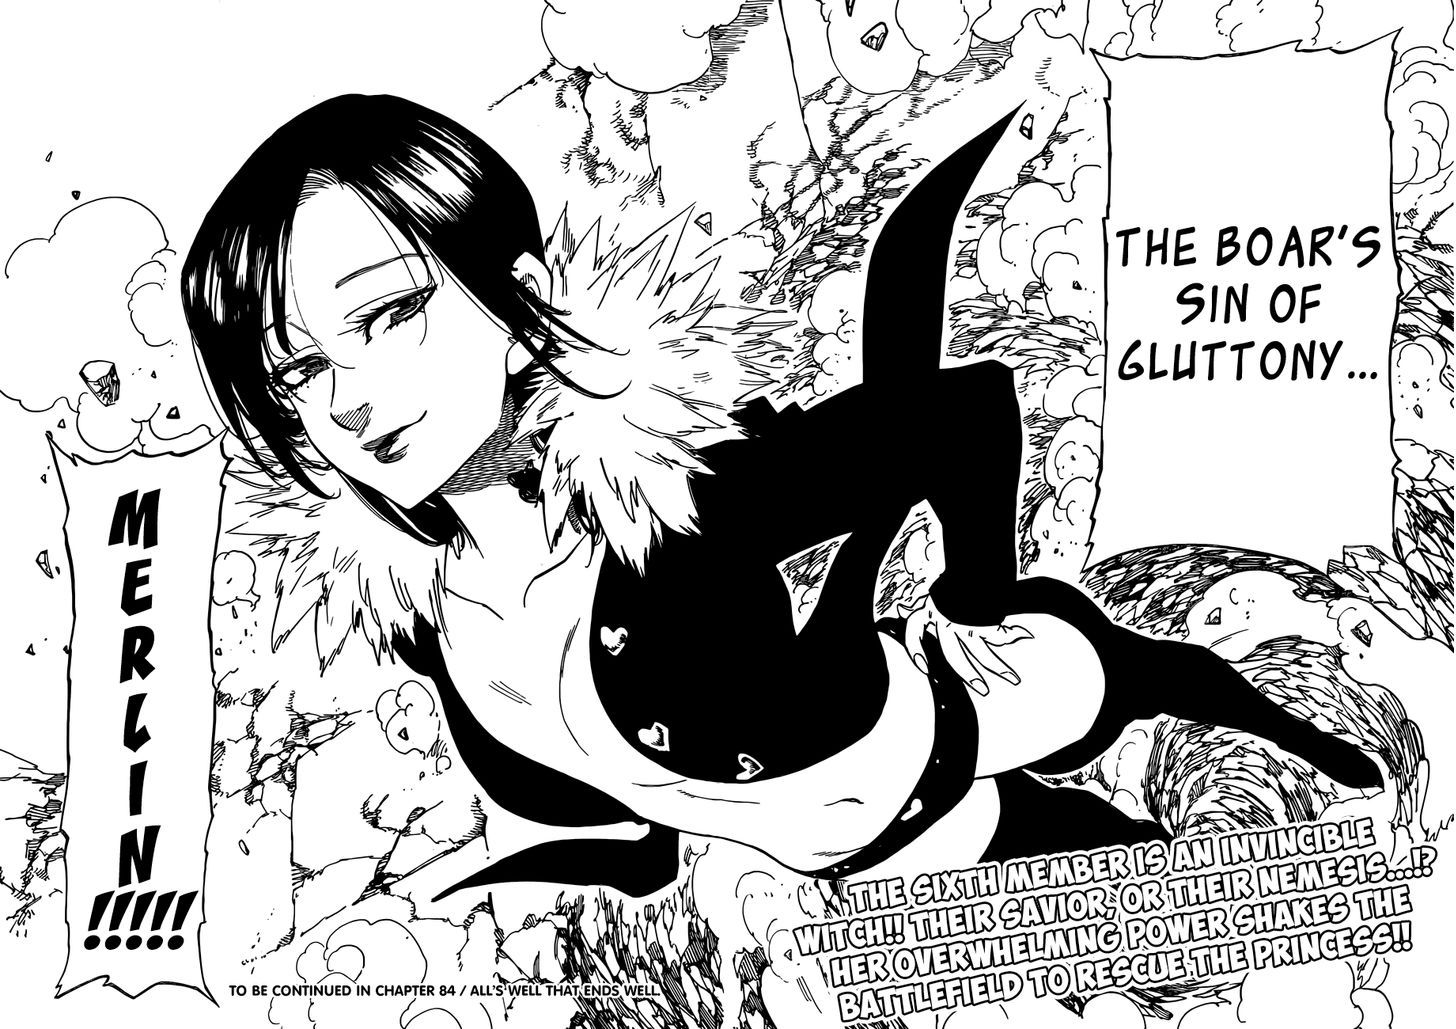 THE BOAR'S
SIN OF
GLUTTONY...
MERLIN!!!!!
THE SIXTH MEMBER IS AN INVINCIBLE
WITCH!! THEIR SAVIOR, OR THEIR NEMESIS...!?
HER OVERWHELMING POWER SHAKES THE
BATTLEFIELD TO RESCUE THE PRINCESS!!
TO BE CONTINUED IN CHAPTER 84 / ALL'S WELL THAT ENDS WELL.